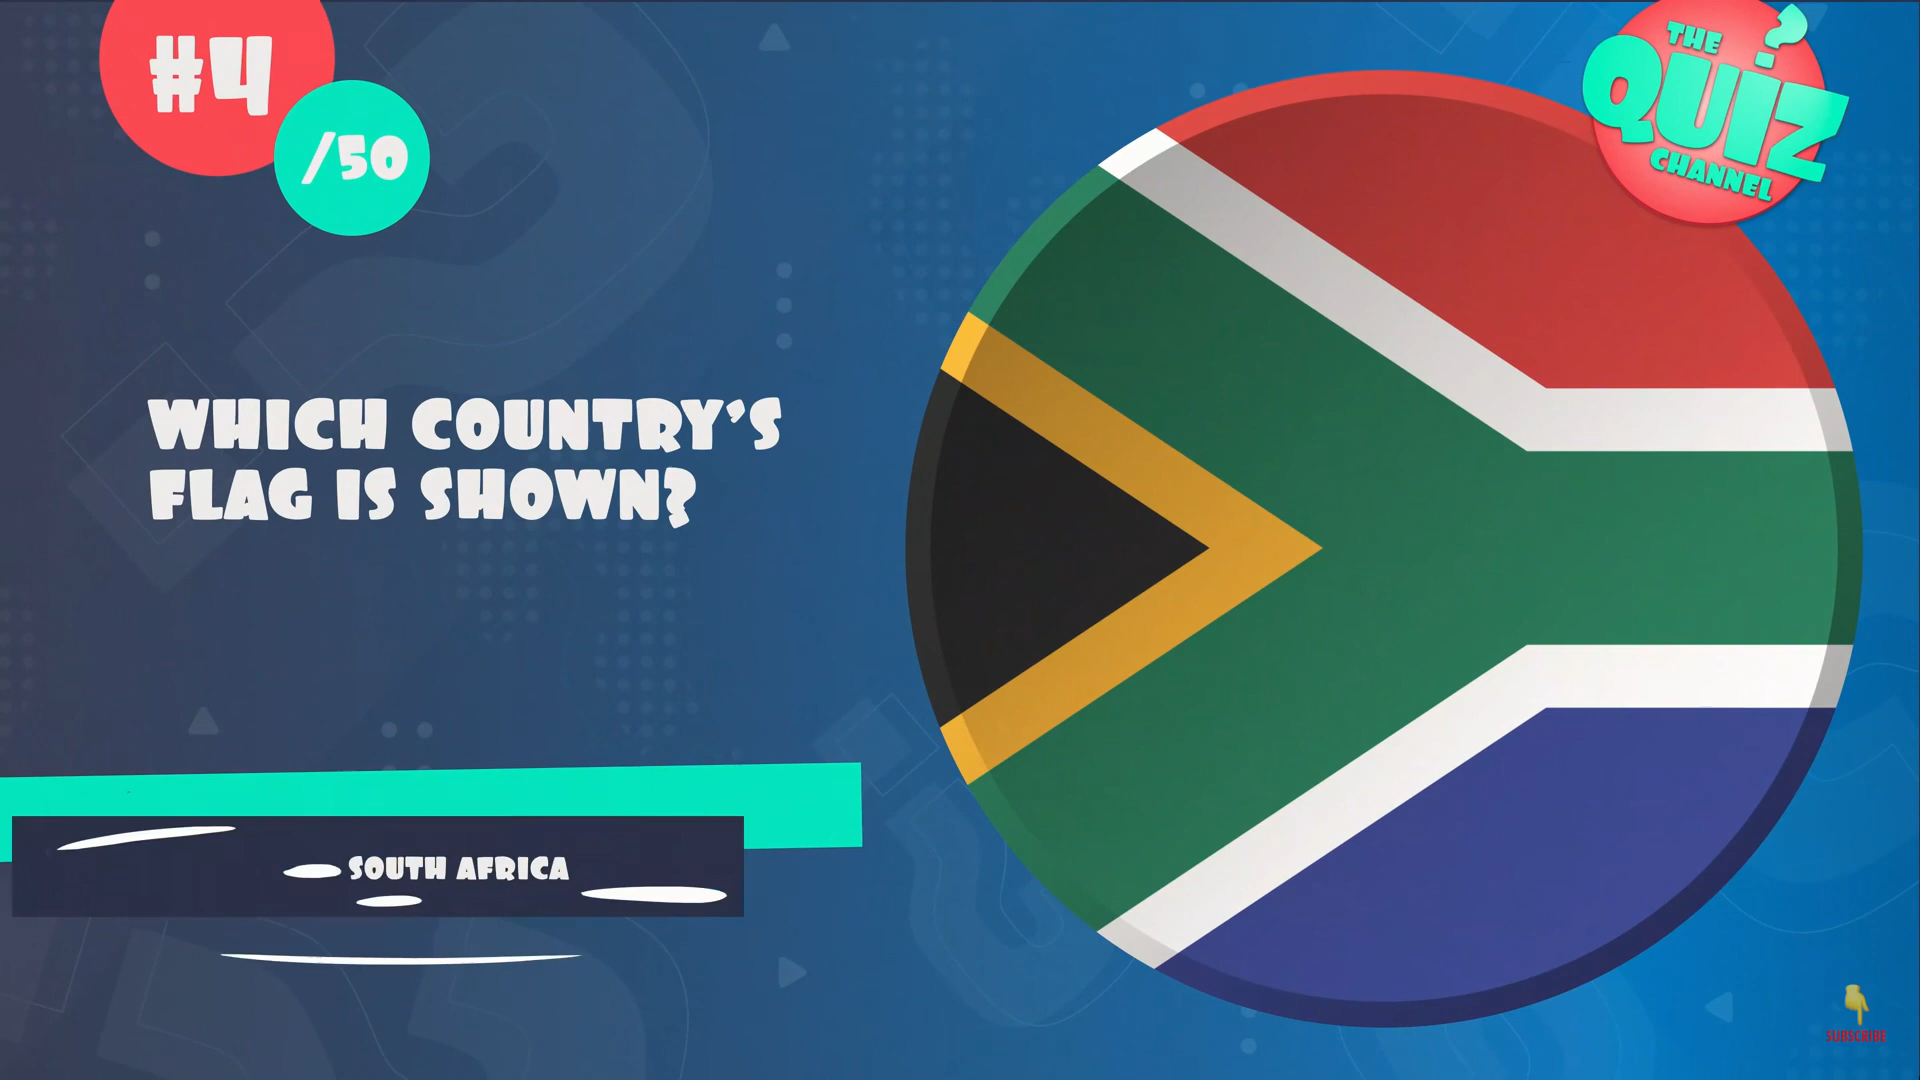 #4
/50
THE
QUIZ
CHANNEL
WHICH COUNTRY'S
FLAG IS SHOWN?
SOUTH AFRICA
SUBSCRIBE